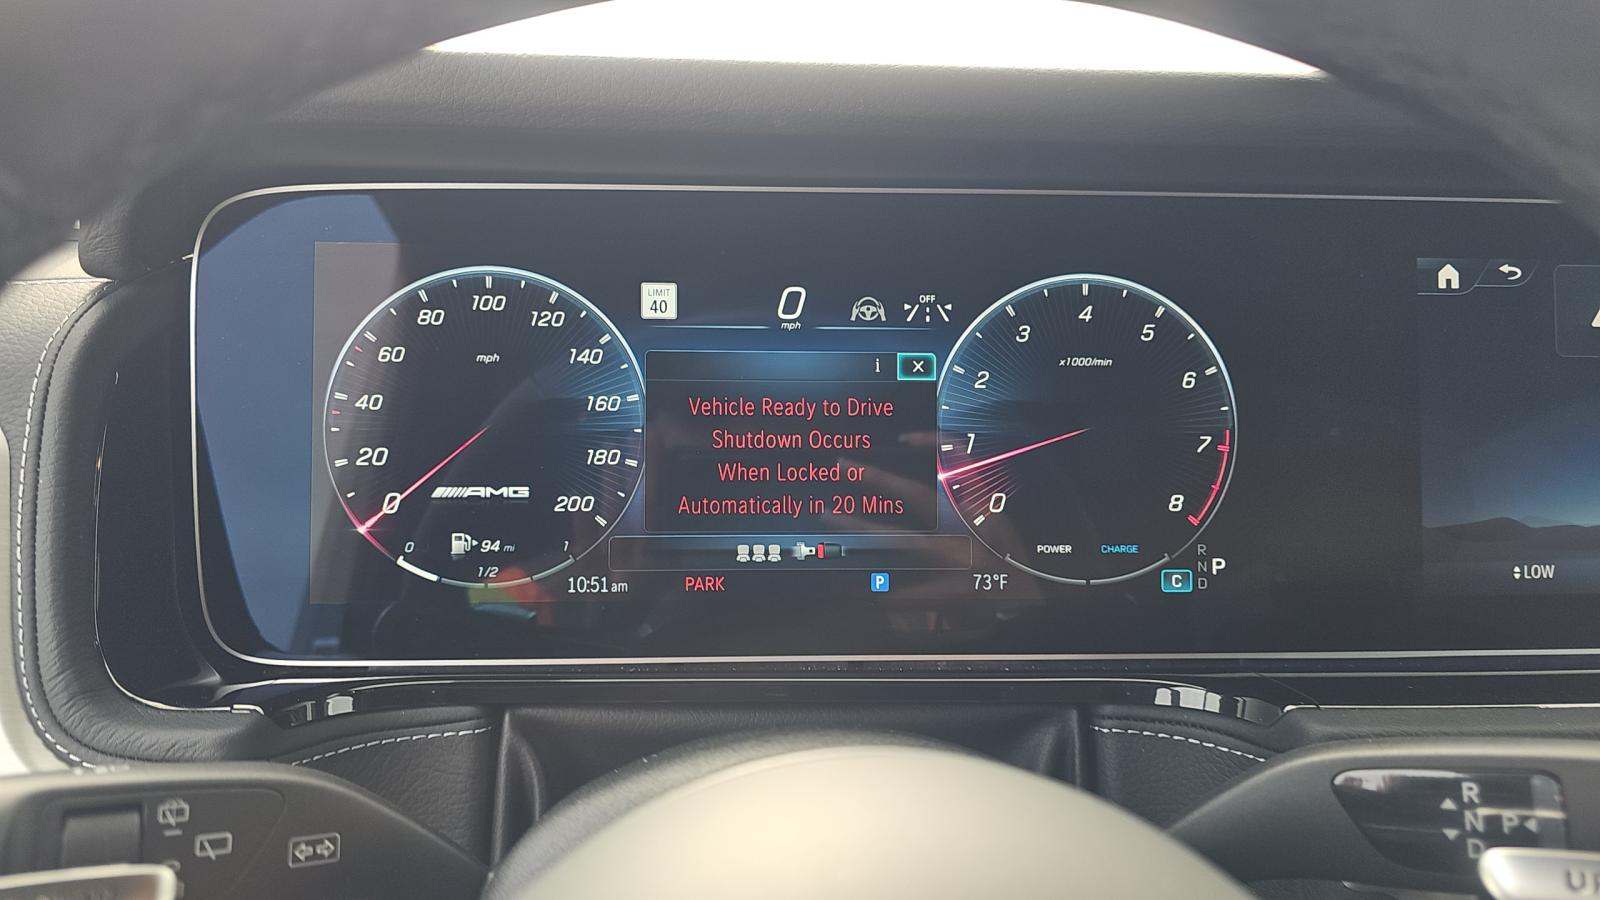 LIMIT
40
0
mph
OFF
i
Vehicle Ready to Drive
Shutdown Occurs
When Locked or
Automatically in 20 Mins
0
20
40
60
80
100
120
140
160
180
200
mph
AMG
94 mi
0
1/2
1
10:51 am
PARK
P
73°F
0
1
2
3
4
5
6
7
8
x1000/min
POWER
CHARGE
C
R
N
D
P
LOW
R
N P
D